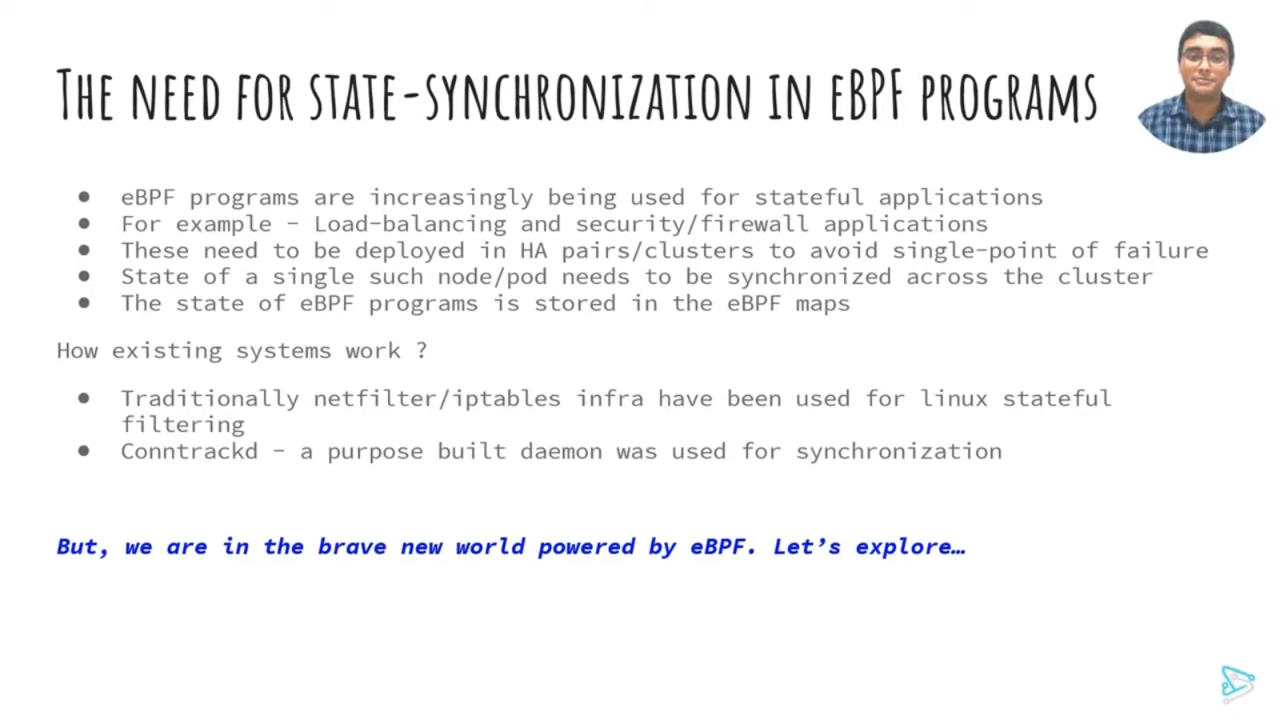 The need for state-synchronization in eBPF programs
● eBPF programs are increasingly being used for stateful applications
● For example - Load-balancing and security/firewall applications
● These need to be deployed in HA pairs/clusters to avoid single-point of failure
● State of a single such node/pod needs to be synchronized across the cluster
● The state of eBPF programs is stored in the eBPF maps
How existing systems work ?
● Traditionally netfilter/iptables infra have been used for linux stateful
filtering
● Conntrackd - a purpose built daemon was used for synchronization
But, we are in the brave new world powered by eBPF. Let’s explore…